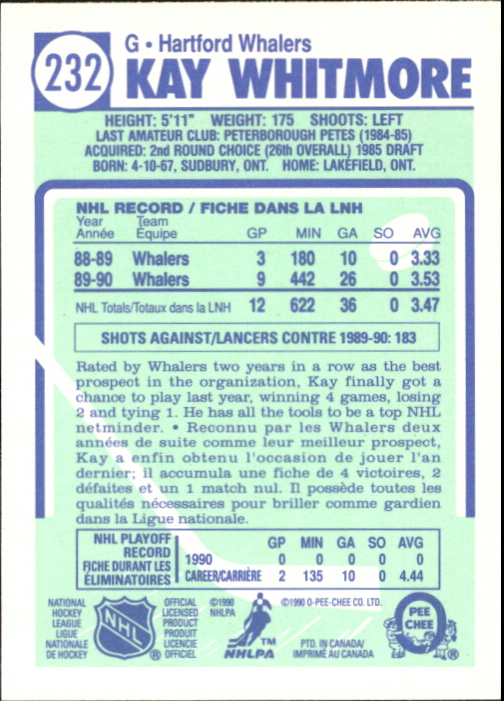 232
G • Hartford Whalers
KAY WHITMORE
HEIGHT: 5'11" WEIGHT: 175 SHOOTS: LEFT
LAST AMATEUR CLUB: PETERBOROUGH PETES (1984-85)
ACQUIRED: 2nd ROUND CHOICE (26th OVERALL) 1985 DRAFT
BORN: 4-10-67, SUDBURY, ONT. HOME: LAKEFIELD, ONT.
NHL RECORD / FICHE DANS LA LNH
Year Team
Année Équipe GP MIN GA SO AVG
88-89 Whalers 3 180 10 0 3.33
89-90 Whalers 9 442 26 0 3.53
NHL Totals/Totaux dans la LNH 12 622 36 0 3.47
SHOTS AGAINST/LANCERS CONTRE 1989-90: 183
Rated by Whalers two years in a row as the best
prospect in the organization, Kay finally got a
chance to play last year, winning 4 games, losing
2 and tying 1. He has all the tools to be a top NHL
netminder. • Reconnu par les Whalers deux
années de suite comme leur meilleur prospect,
Kay a enfin obtenu l'occasion de jouer l'an
dernier; il accumula une fiche de 4 victoires, 2
défaites et un 1 match nul. Il possède toutes les
qualités nécessaires pour briller comme gardien
dans la Ligue nationale.
NHL PLAYOFF
RECORD
FICHE DURANT LES
ÉLIMINATOIRES
GP MIN GA SO AVG
1990 0 0 0 0 0
CAREER/CARRIÈRE 2 135 10 0 4.44
NATIONAL
HOCKEY
LEAGUE
LIGUE
NATIONALE
DE HOCKEY
NHL
®
OFFICIAL
LICENSED
PRODUCT
PRODUIT
LICENCIE
OFFICIEL
©1990
NHLPA
TM
NHLPA
©1990 O-PEE-CHEE CO. LTD.
PTD. IN CANADA/
IMPRIMÉ AU CANADA
O
PEE
CHEE
®